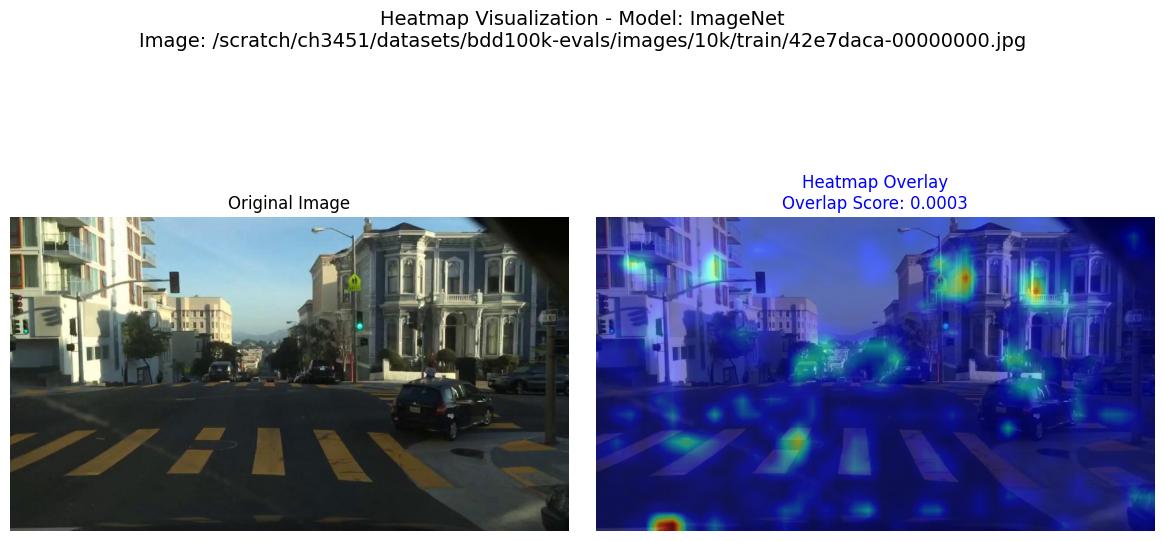 Heatmap Visualization - Model: ImageNet
Image: /scratch/ch3451/datasets/bdd100k-evals/images/10k/train/42e7daca-00000000.jpg
Original Image
Heatmap Overlay
Overlap Score: 0.0003